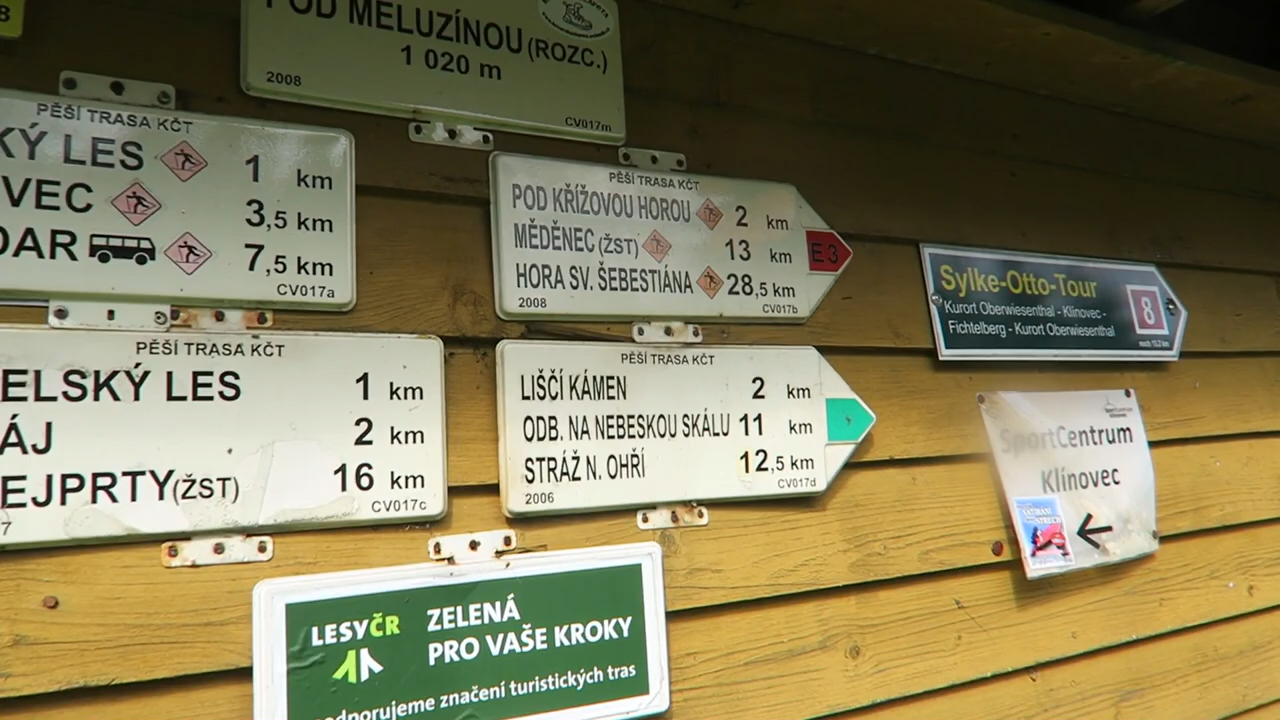 8
POD MELUZÍNOU (ROZC.)
1 020 m
2008
CV017m
PĚŠÍ TRASA KČT
KÝ LES 1 km
VEC 3,5 km
DAR 7,5 km
CV017a
PĚŠÍ TRASA KČT
POD KŘÍŽOVOU HOROU 2 km
MĚDĚNEC (ŽST) 13 km
HORA SV. ŠEBESTIÁNA 28,5 km
E 3
2008
CV017b
PĚŠÍ TRASA KČT
ELSKÝ LES 1 km
ÁJ 2 km
EJPRTY (ŽST) 16 km
7
CV017c
PĚŠÍ TRASA KČT
LIŠČÍ KÁMEN 2 km
ODB. NA NEBESKOU SKÁLU 11 km
STRÁŽ N. OHŘÍ 12,5 km
2006
CV017d
Sylke-Otto-Tour
Kurort Oberwiesenthal - Klínovec -
Fichtelberg - Kurort Oberwiesenthal
8
SportCentrum
Klínovec
LESY ČR
ZELENÁ
PRO VAŠE KROKY
odporujeme značení turistických tras